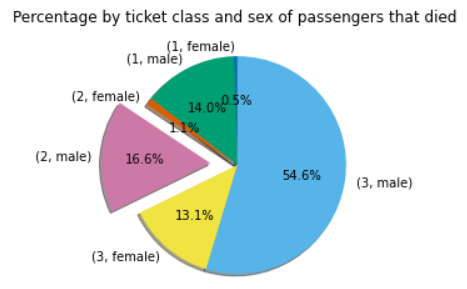 Percentage by ticket class and sex of passengers that died
(1, female)
(1, male)
14.0%
0.5%
(2, female)
1.1%
(2, male)
16.6%
54.6%
(3, male)
13.1%
(3, female)